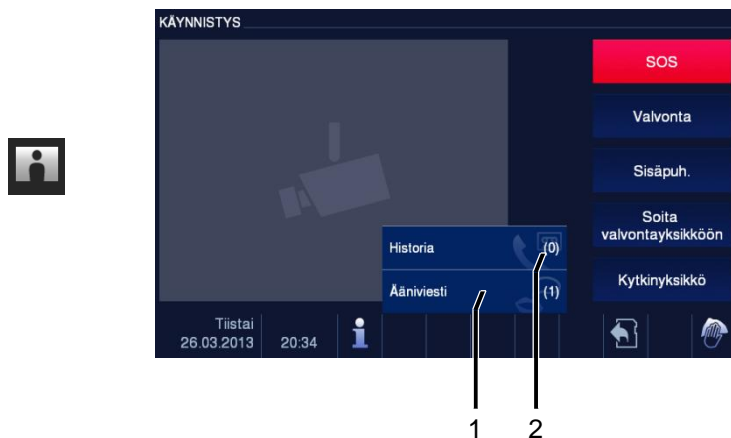 KÄYNNISTYS
SOS
Valvonta
Sisäpuh.
Soita
valvontayksikköön
Kytkinyksikkö
Historia (0)
Ääniviesti (1)
Tiistai
26.03.2013 20:34
1 2